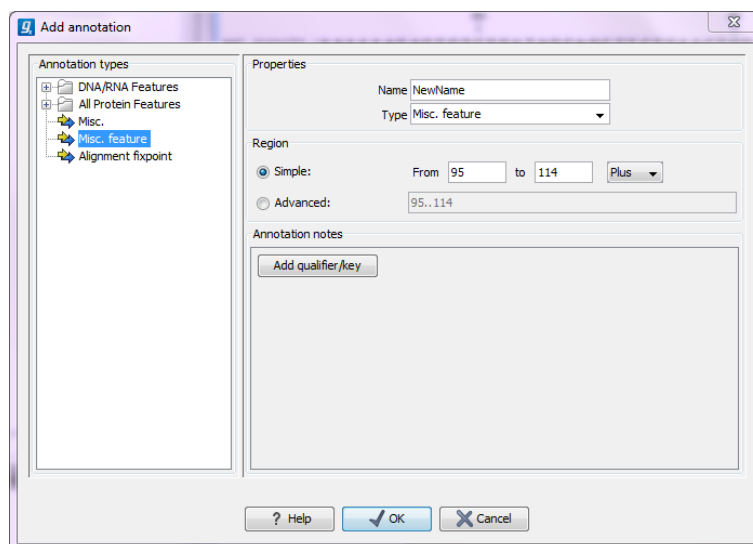 Add annotation
Annotation types
DNA/RNA Features
All Protein Features
Misc.
Misc. feature
Alignment fixpoint
Properties
Name NewName
Type Misc. feature
Region
Simple: From 95 to 114 Plus
Advanced: 95..114
Annotation notes
Add qualifier/key
? Help OK Cancel